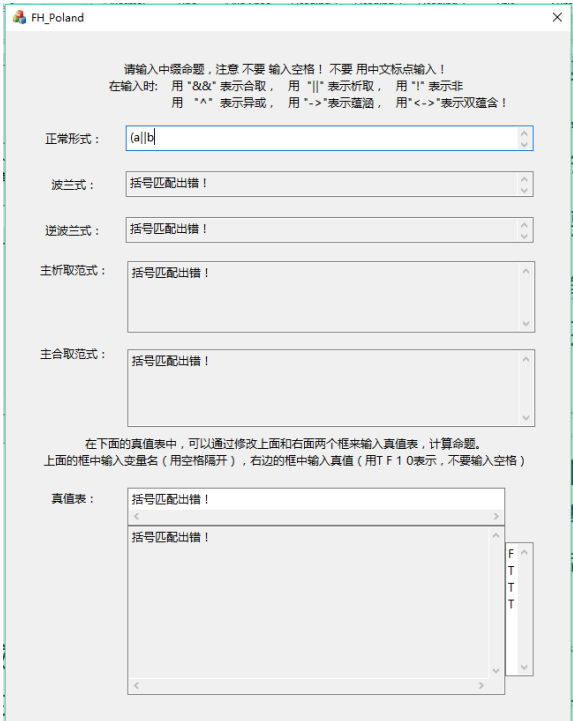 FH_Poland
请输入中缀命题，注意 不要 输入空格！ 不要 用中文标点输入！
在输入时: 用 "&&" 表示合取， 用 "||" 表示析取， 用 "!" 表示非
用 "^" 表示异或， 用 "->"表示蕴涵， 用"<->"表示双蕴含！
正常形式： (a||b
波兰式： 括号匹配出错！
逆波兰式： 括号匹配出错！
主析取范式： 括号匹配出错！
主合取范式： 括号匹配出错！
在下面的真值表中，可以通过修改上面和右面两个框来输入真值表，计算命题。
上面的框中输入变量名（用空格隔开），右边的框中输入真值（用T F 1 0表示，不要输入空格）
真值表： 括号匹配出错！
括号匹配出错！
F
T
T
T